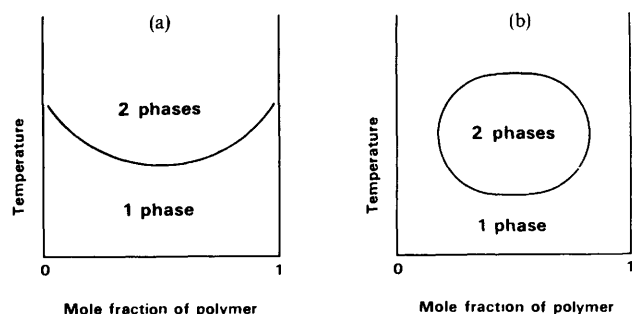 (a)
2 phases
1 phase
Temperature
0
1
Mole fraction of polymer
(b)
2 phases
1 phase
Temperature
0
1
Mole fraction of polymer